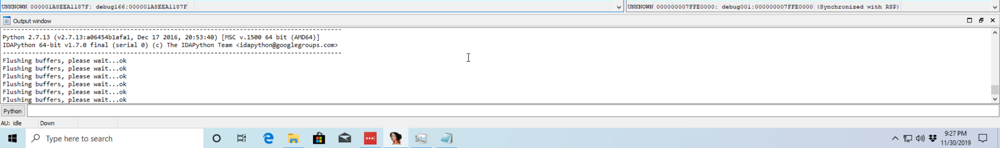 UNKNOWN 000001A8EEA1187F: debug166:000001A8EEA1187F
UNKNOWN 000000007FFE0000: debug001:000000007FFE0000 (Synchronized with RSP)
Output window
---------------------------------------------------------------------------------------------
Python 2.7.13 (v2.7.13:a06454b1afa1, Dec 17 2016, 20:53:40) [MSC v.1500 64 bit (AMD64)]
IDAPython 64-bit v1.7.0 final (serial 0) (c) The IDAPython Team <idapython@googlegroups.com>
---------------------------------------------------------------------------------------------
Flushing buffers, please wait...ok
Flushing buffers, please wait...ok
Flushing buffers, please wait...ok
Flushing buffers, please wait...ok
Flushing buffers, please wait...ok
Flushing buffers, please wait...ok
Python
AU: idle Down
Type here to search
9:27 PM
11/30/2019